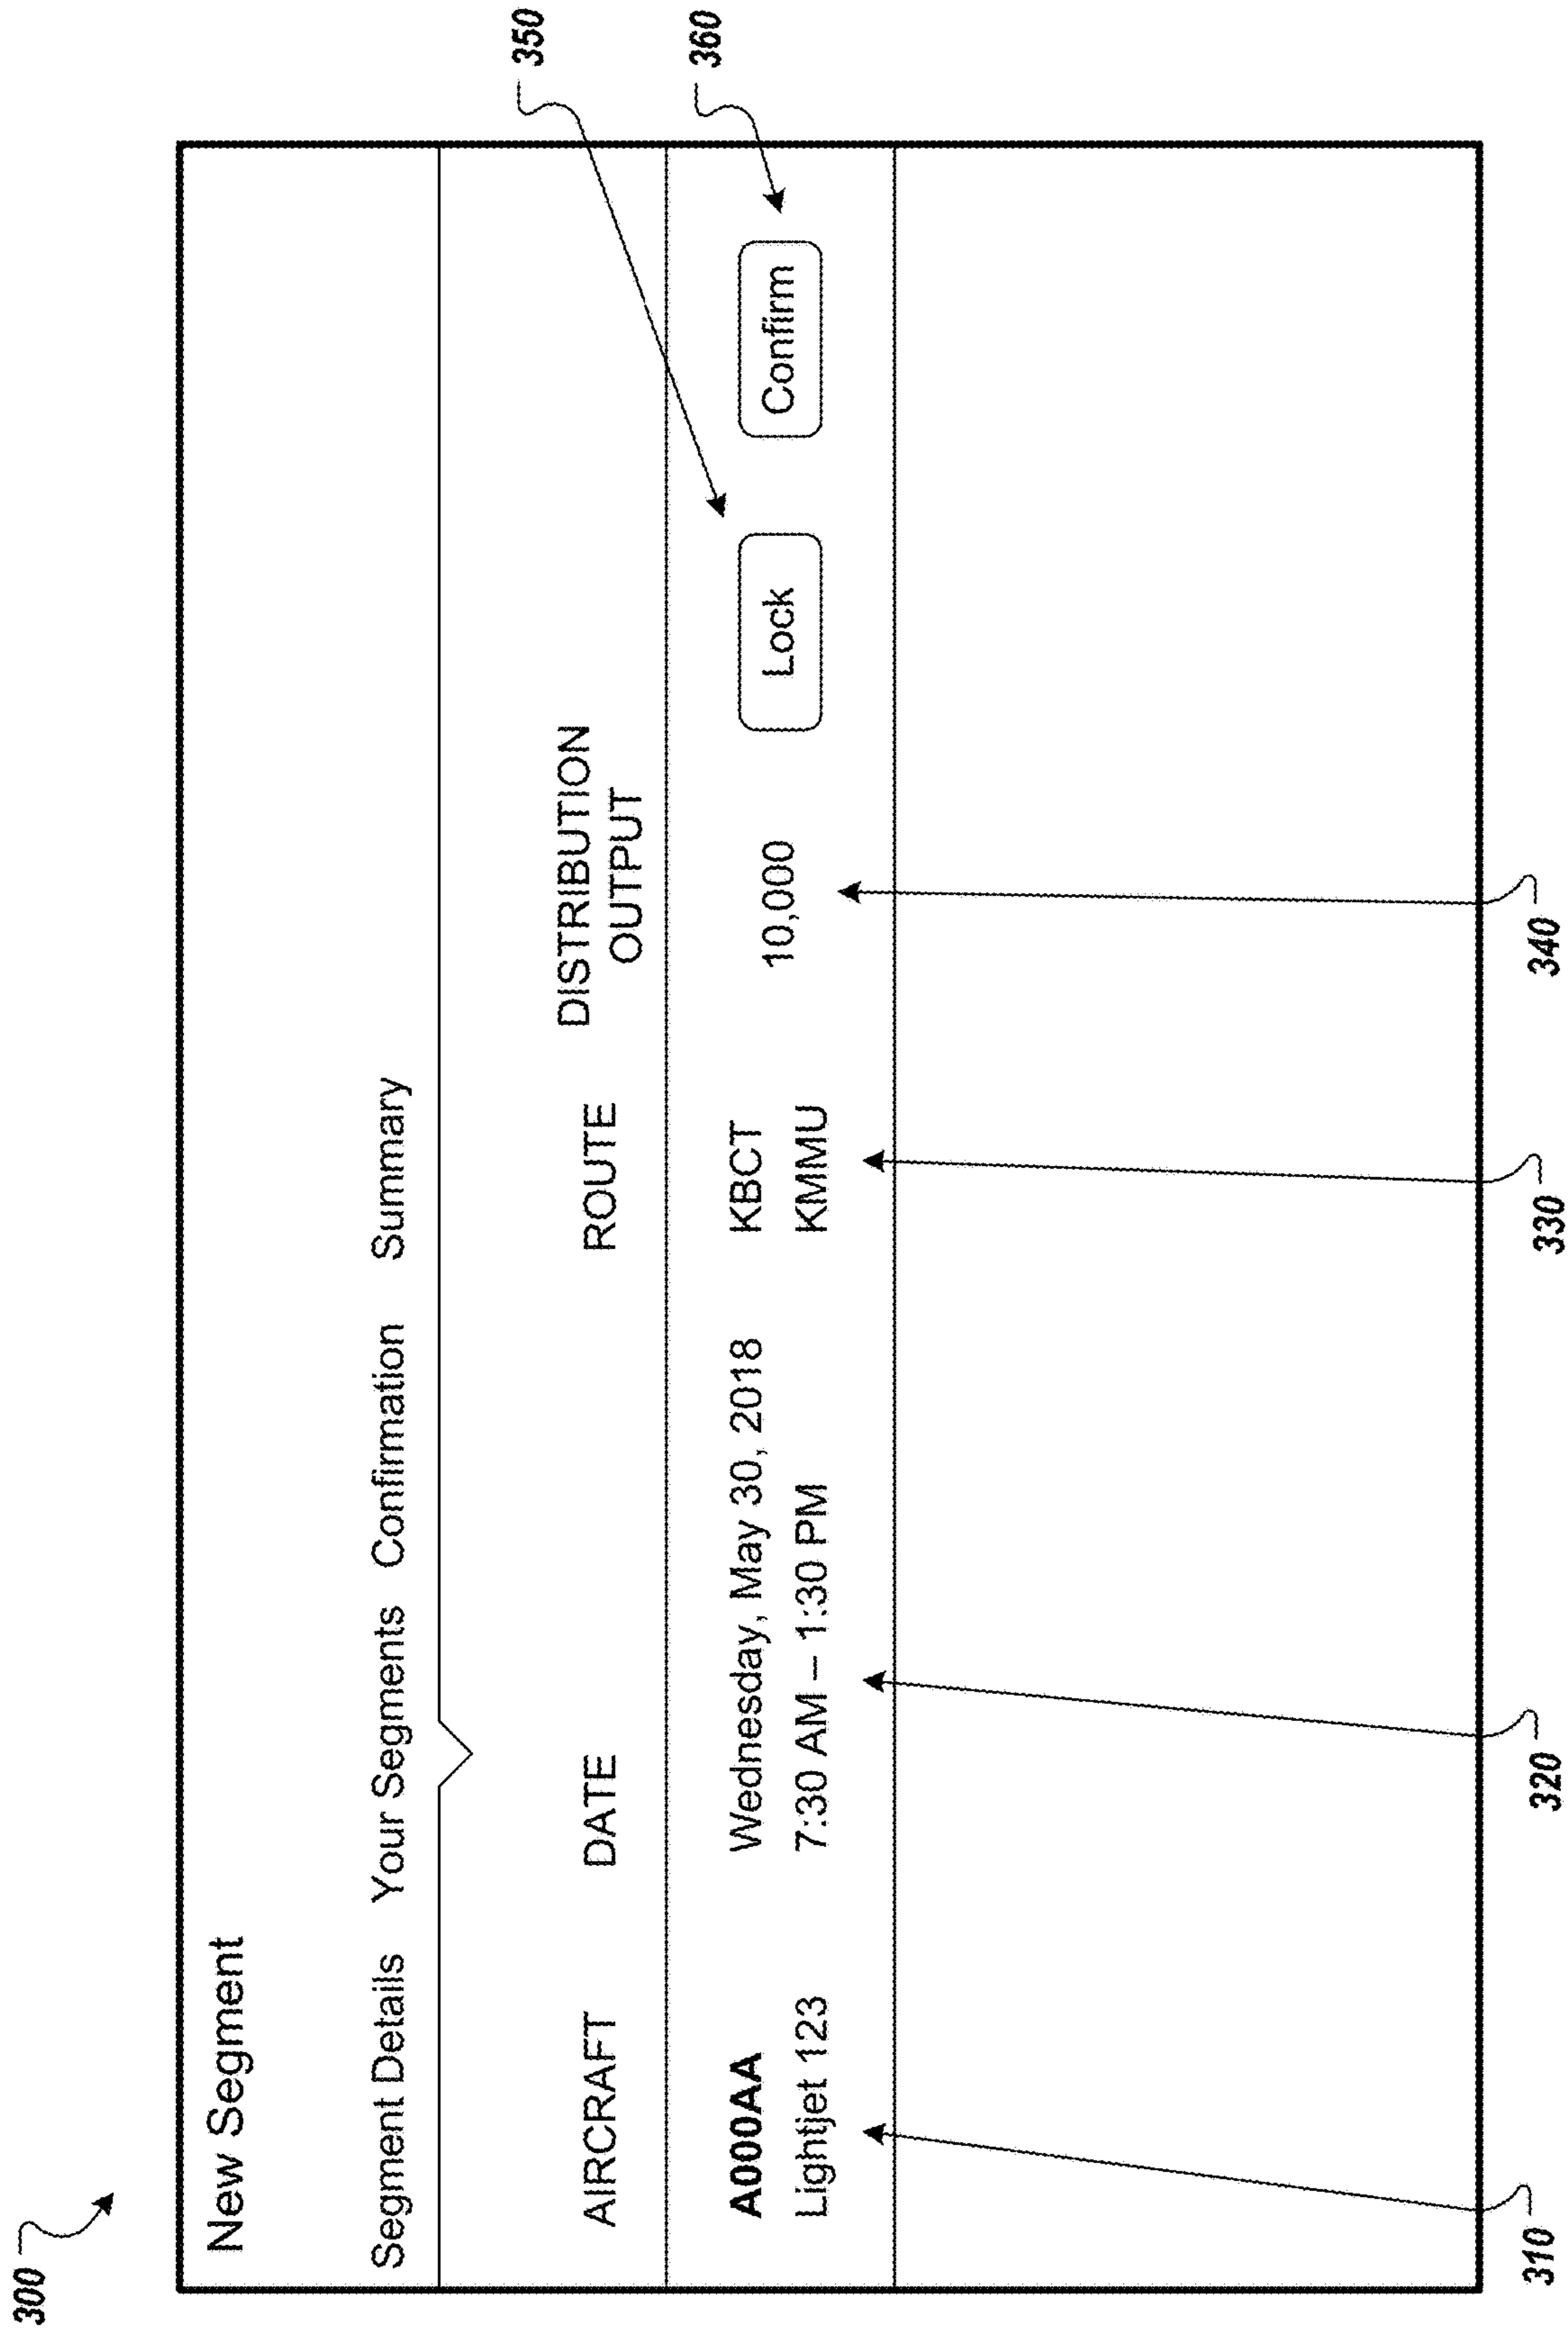 300
New Segment
Segment Details Your Segments Confirmation Summary
350
AIRCRAFT DATE ROUTE DISTRIBUTION
OUTPUT
360
A000AA Wednesday, May 30, 2018 KBCT 10,000 Lock Confirm
Lightjet 123 7:30 AM – 1:30 PM KMMU
310 320 330 340